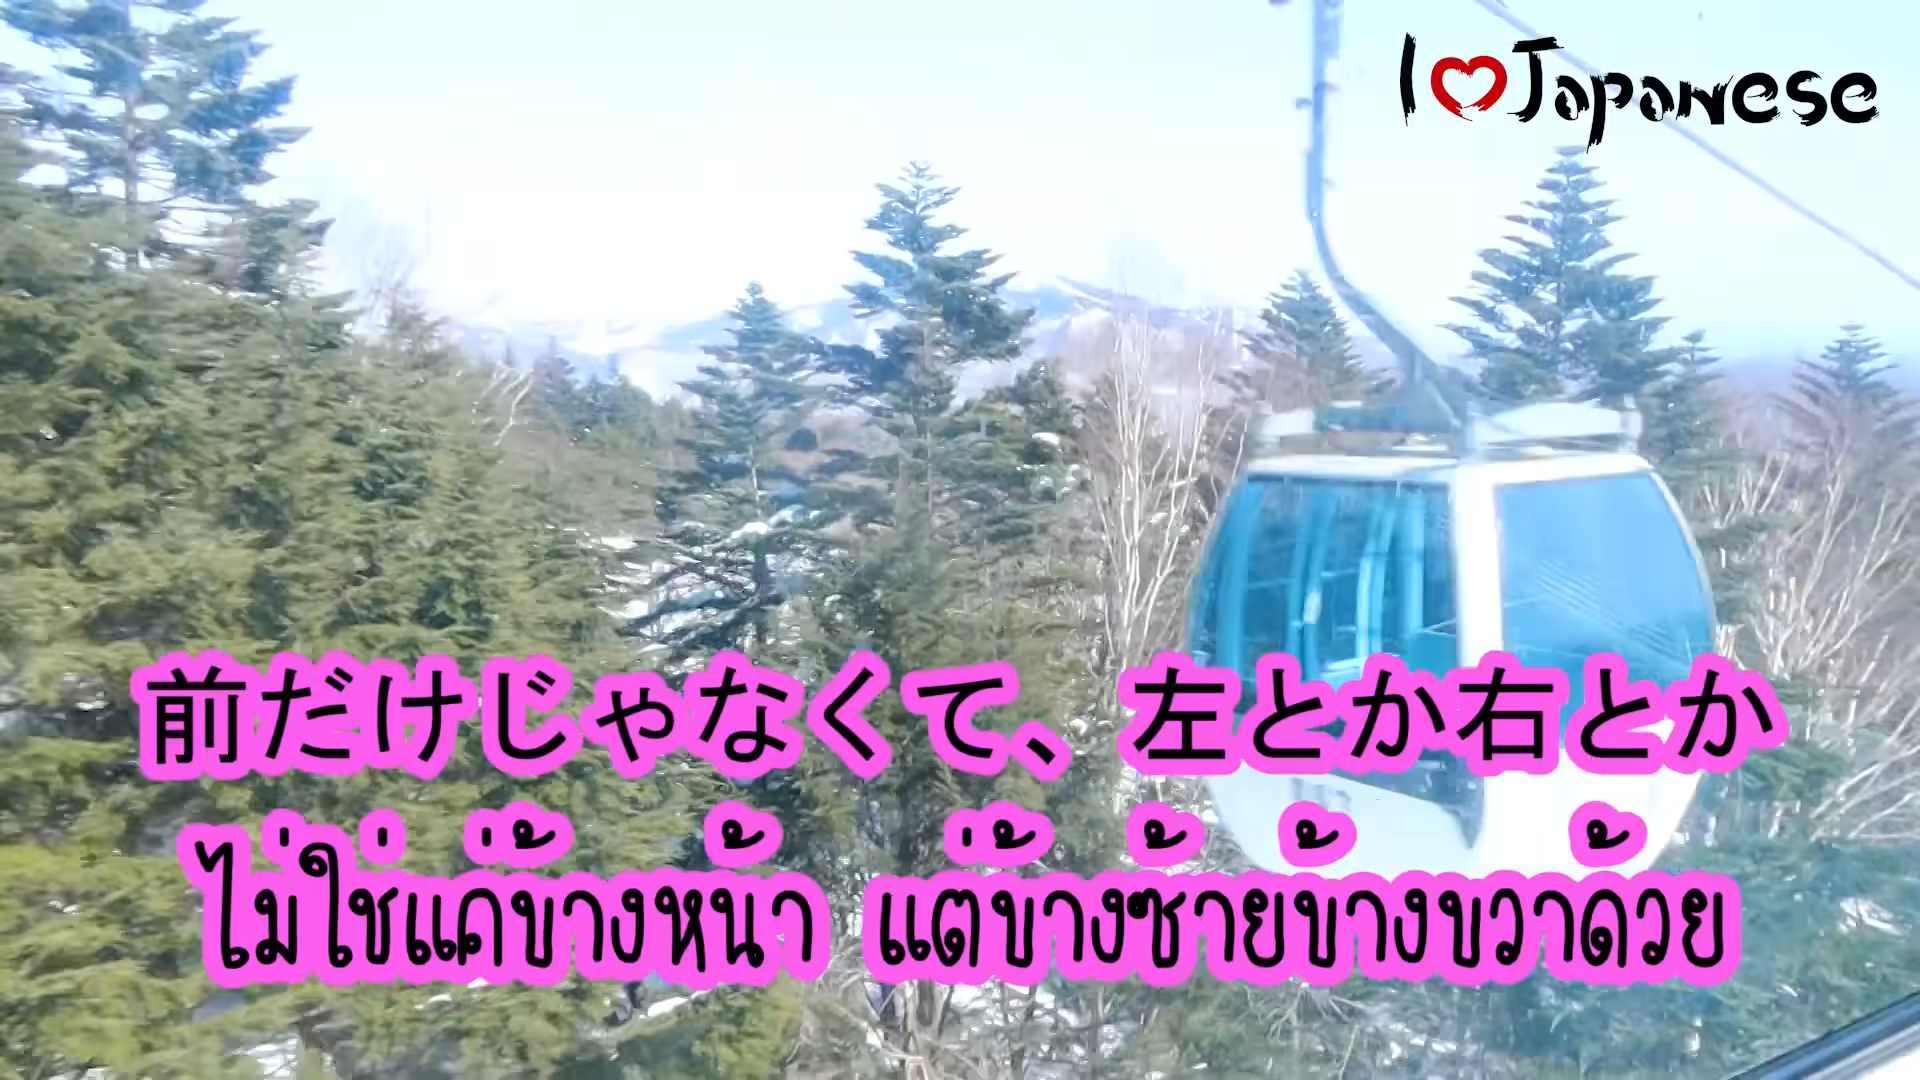 I ❤ Japanese
前だけじゃなくて、左とか右とか
ไม่ใช่แค่ข้างหน้า แต่ข้างซ้ายข้างขวาด้วย